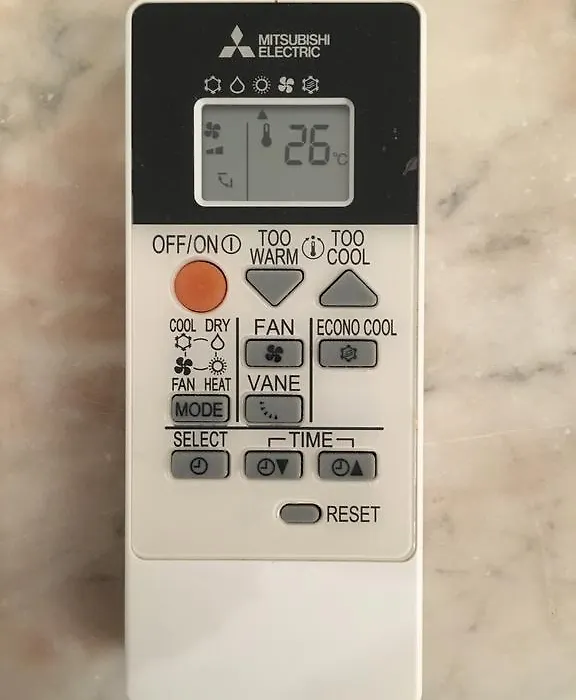 MITSUBISHI
ELECTRIC
26°C
OFF/ON
TOO WARM
TOO COOL
COOL DRY
FAN HEAT
MODE
FAN
VANE
ECONO COOL
SELECT
TIME
RESET